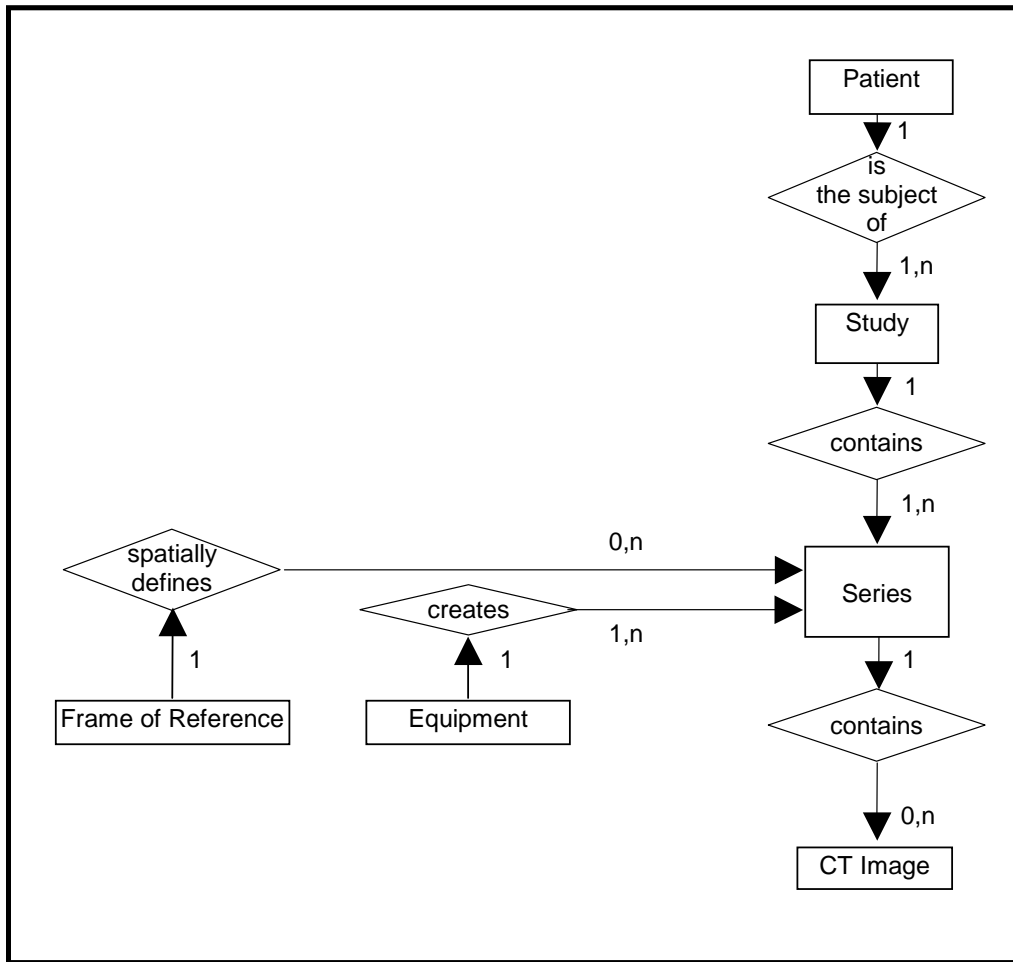 Patient
1
is
the subject
of
1,n
Study
1
contains
1,n
spatially
defines
0,n
Series
creates
1,n
1
1
1
Frame of Reference
Equipment
contains
0,n
CT Image